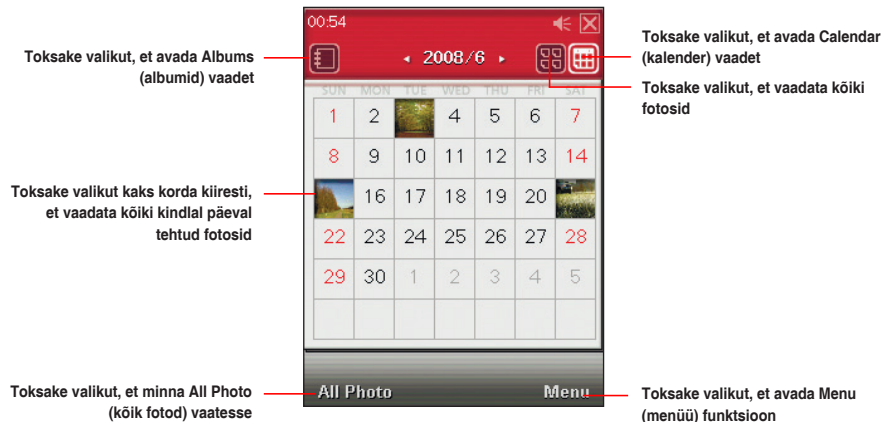 Toksake valikut, et avada Albums
(albumid) vaadet
Toksake valikut kaks korda kiiresti,
et vaadata kõiki kindlal päeval
tehtud fotosid
Toksake valikut, et minna All Photo
(kõik fotod) vaatesse
00:54
2008/6
SUN MON TUE WED THU FRI SAT
1 2 4 5 6 7
8 9 10 11 12 13 14
16 17 18 19 20
22 23 24 25 26 27 28
29 30 1 2 3 4 5
All Photo Menu
Toksake valikut, et avada Calendar
(kalender) vaadet
Toksake valikut, et vaadata kõiki
fotosid
Toksake valikut, et avada Menu
(menüü) funktsioon